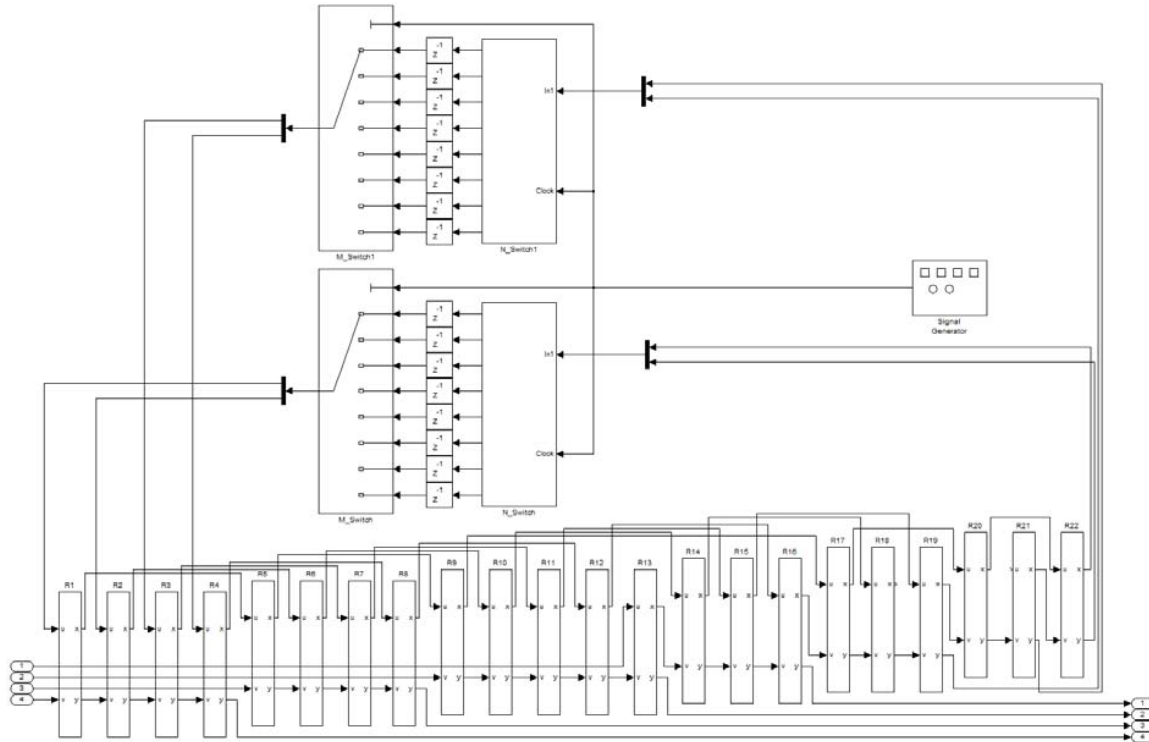 -1
Z
-1
Z
-1
Z
-1
Z
-1
Z
-1
Z
-1
Z
-1
Z
In1
Clock
M_Switch1
N_Switch1
-1
Z
-1
Z
-1
Z
-1
Z
-1
Z
-1
Z
-1
Z
-1
Z
In1
Clock
Signal
Generator
M_Switch
N_Switch
R1 R2 R3 R4 R5 R6 R7 R8 R9 R10 R11 R12 R13 R14 R15 R16 R17 R18 R19 R20 R21 R22
u x u x u x u x u x u x u x u x u x u x u x u x u x u x u x u x u x u x u x u x u x u x
v y v y v y v y v y v y v y v y v y v y v y v y v y v y v y v y v y v y v y v y v y v y
1
2
3
4
1
2
3
4